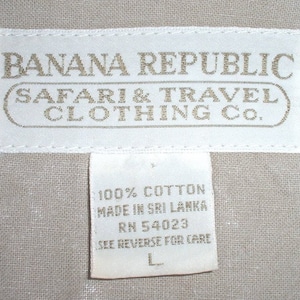 BANANA REPUBLIC
SAFARI & TRAVEL
CLOTHING Co.
100% COTTON
MADE IN SRI LANKA
RN 54023
SEE REVERSE FOR CARE
L